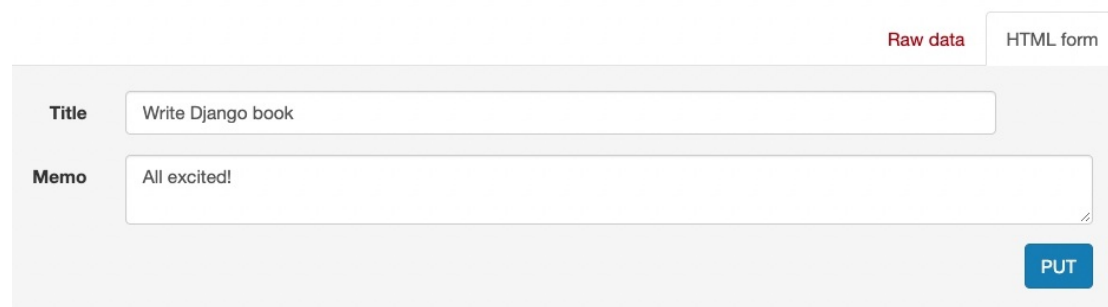 Raw data HTML form
Title Write Django book
Memo All excited!
PUT